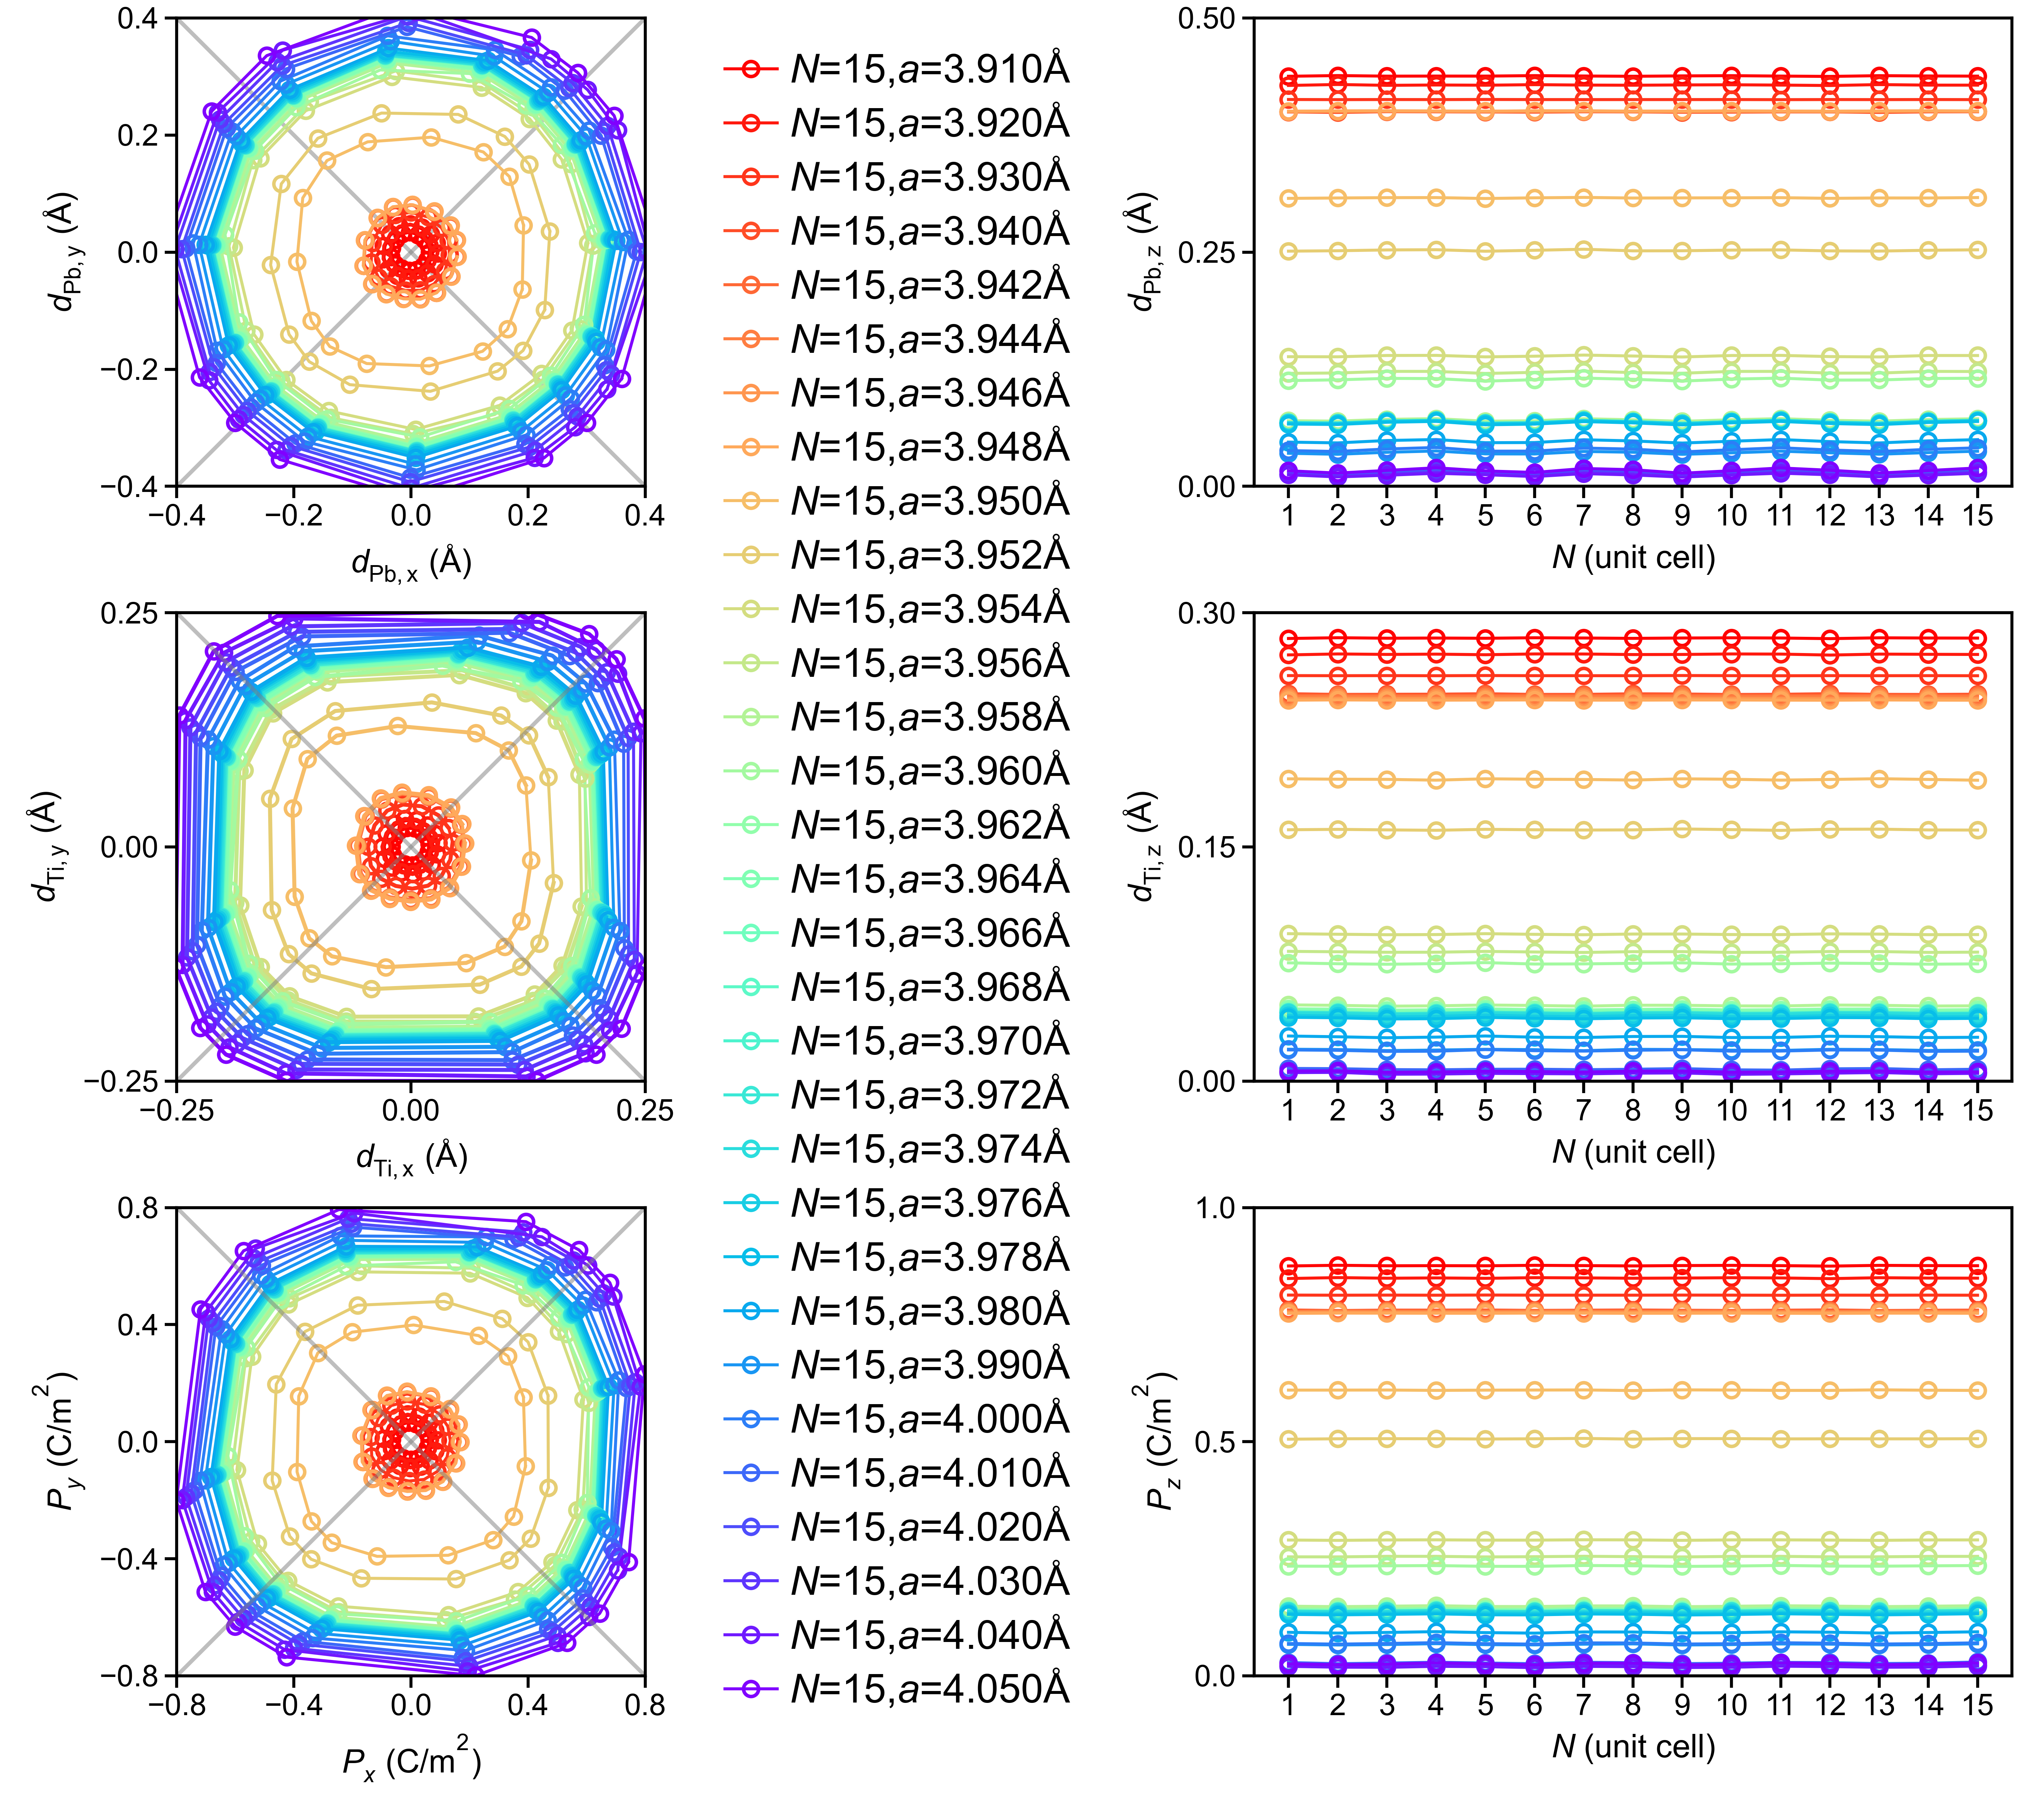 0.4
0.2
0.0
−0.2
−0.4
−0.4 −0.2 0.0 0.2 0.4
dPb, y (Å)
dPb, x (Å)
0.25
0.00
−0.25
−0.25 0.00 0.25
dTi, y (Å)
dTi, x (Å)
0.8
0.4
0.0
−0.4
−0.8
−0.8 −0.4 0.0 0.4 0.8
Py (C/m2)
Px (C/m2)
N=15,a=3.910Å
N=15,a=3.920Å
N=15,a=3.930Å
N=15,a=3.940Å
N=15,a=3.942Å
N=15,a=3.944Å
N=15,a=3.946Å
N=15,a=3.948Å
N=15,a=3.950Å
N=15,a=3.952Å
N=15,a=3.954Å
N=15,a=3.956Å
N=15,a=3.958Å
N=15,a=3.960Å
N=15,a=3.962Å
N=15,a=3.964Å
N=15,a=3.966Å
N=15,a=3.968Å
N=15,a=3.970Å
N=15,a=3.972Å
N=15,a=3.974Å
N=15,a=3.976Å
N=15,a=3.978Å
N=15,a=3.980Å
N=15,a=3.990Å
N=15,a=4.000Å
N=15,a=4.010Å
N=15,a=4.020Å
N=15,a=4.030Å
N=15,a=4.040Å
N=15,a=4.050Å
0.50
0.25
0.00
1 2 3 4 5 6 7 8 9 10 11 12 13 14 15
dPb, z (Å)
N (unit cell)
0.30
0.15
0.00
1 2 3 4 5 6 7 8 9 10 11 12 13 14 15
dTi, z (Å)
N (unit cell)
1.0
0.5
0.0
1 2 3 4 5 6 7 8 9 10 11 12 13 14 15
Pz (C/m2)
N (unit cell)